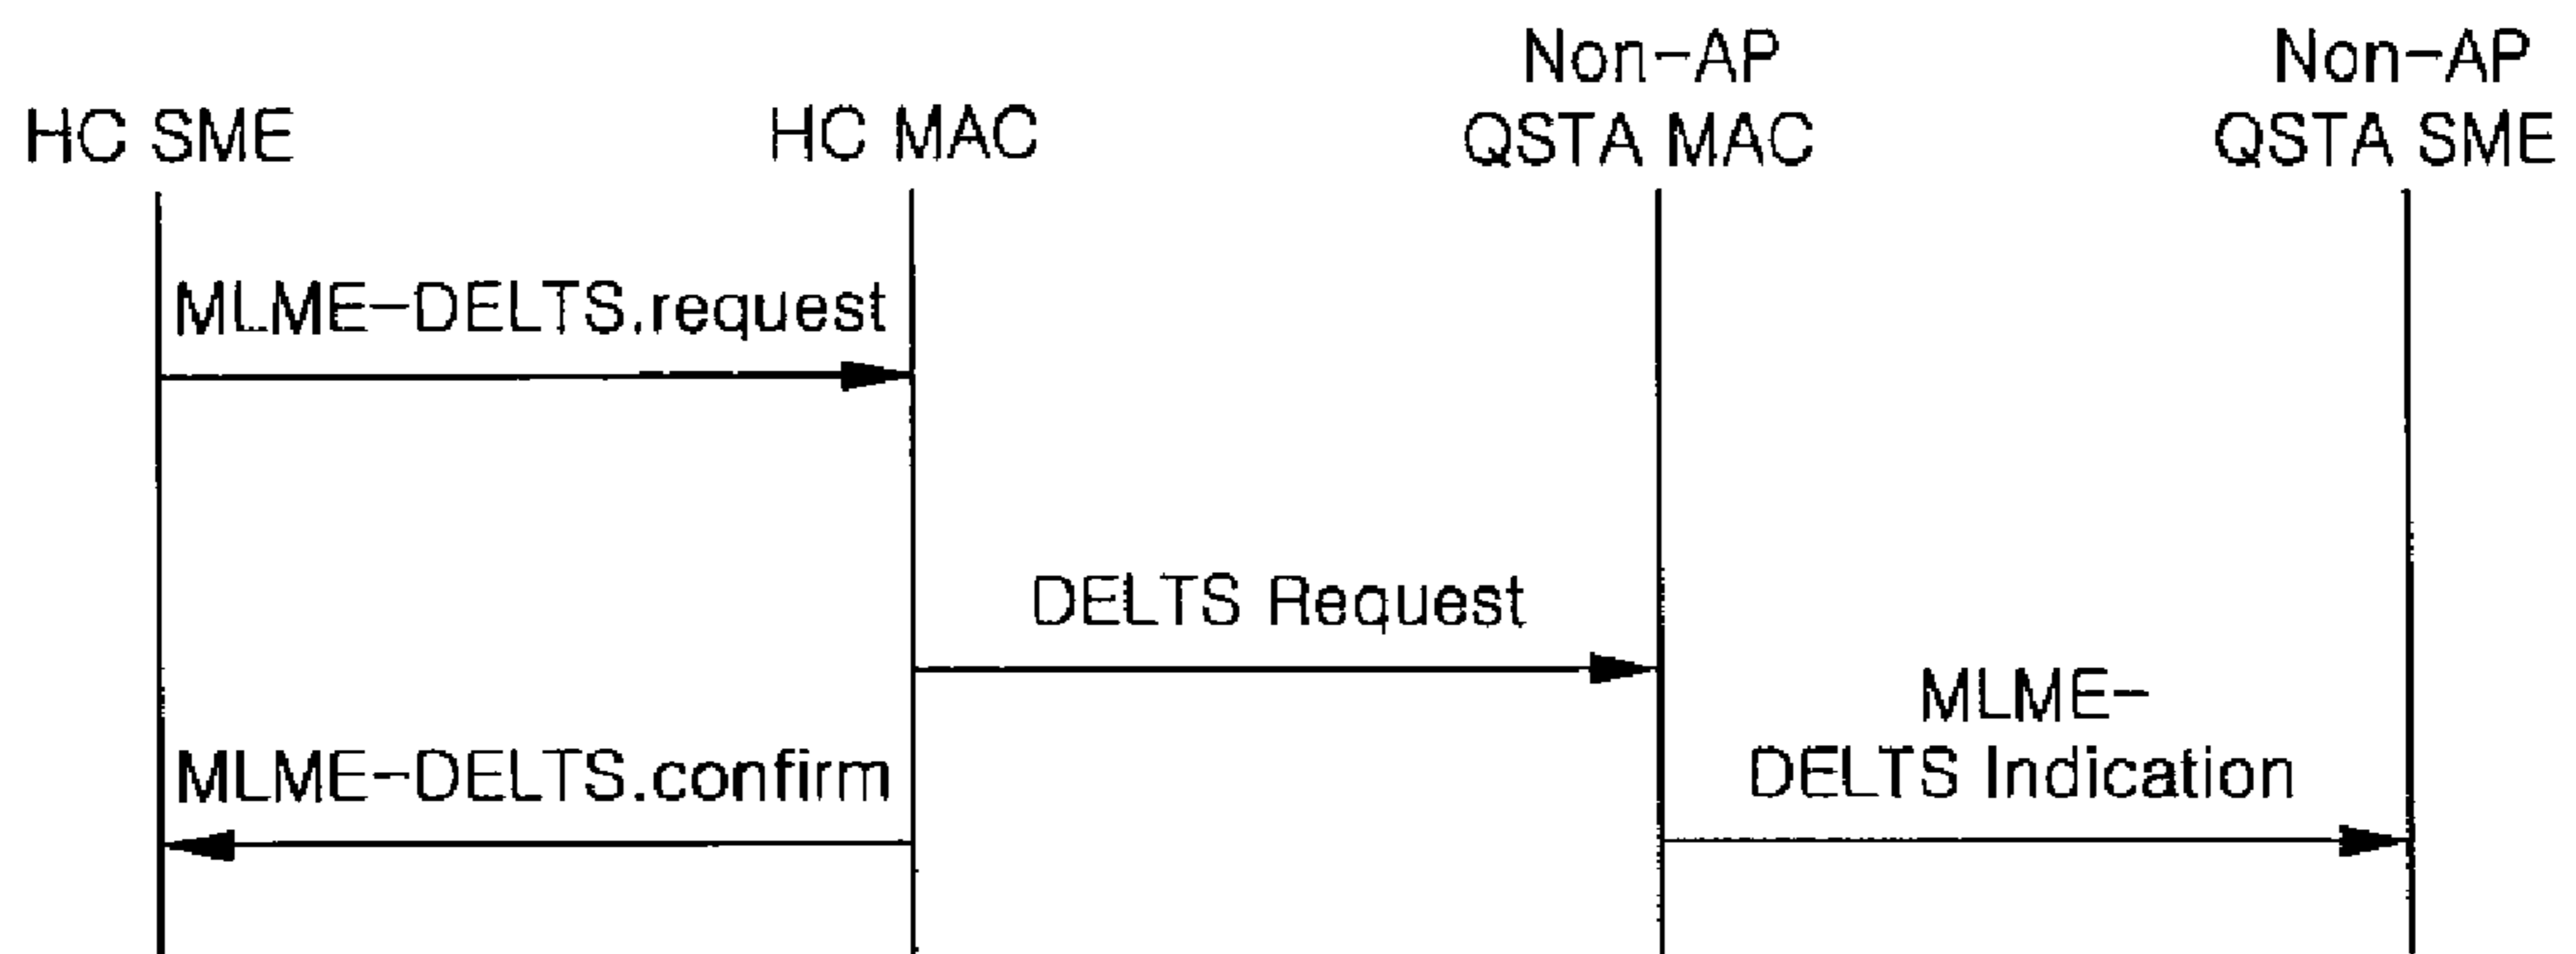 HC SME
HC MAC
Non-AP
QSTA MAC
Non-AP
QSTA SME
MLME-DELTS.request
DELTS Request
MLME-
DELTS Indication
MLME-DELTS.confirm